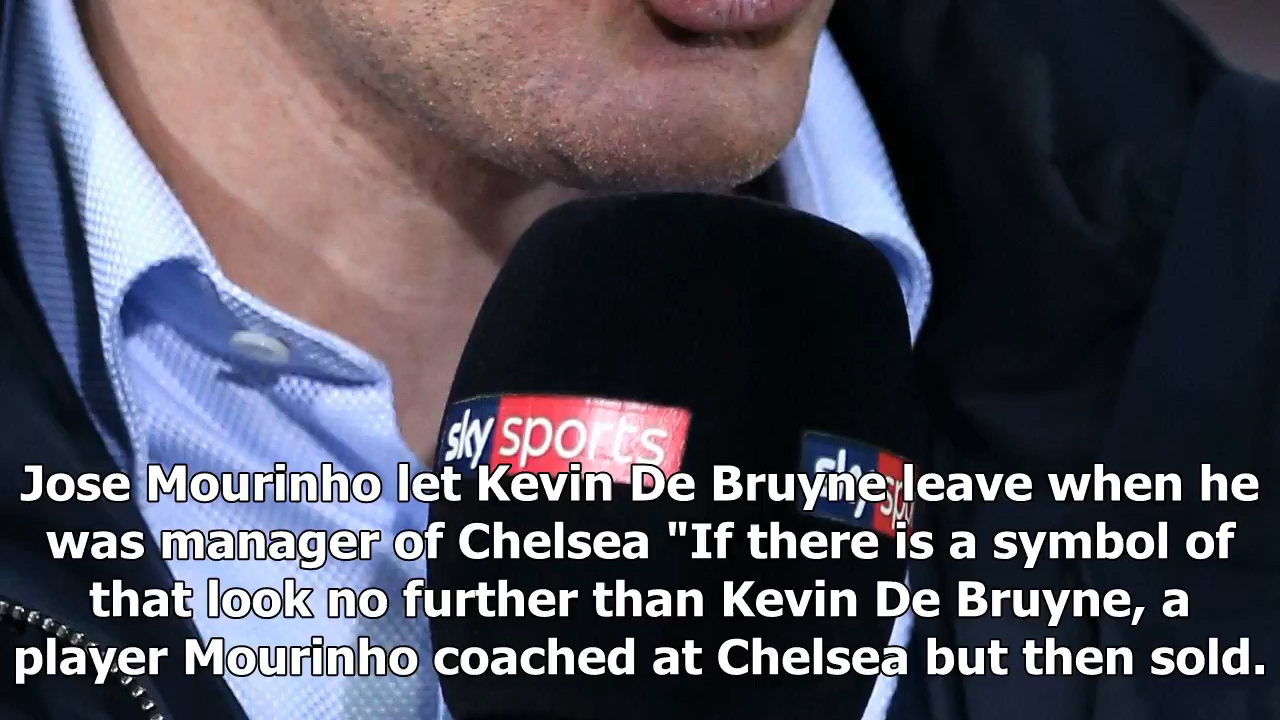 sky sports
sky spo
Jose Mourinho let Kevin De Bruyne leave when he
was manager of Chelsea "If there is a symbol of
that look no further than Kevin De Bruyne, a
player Mourinho coached at Chelsea but then sold.